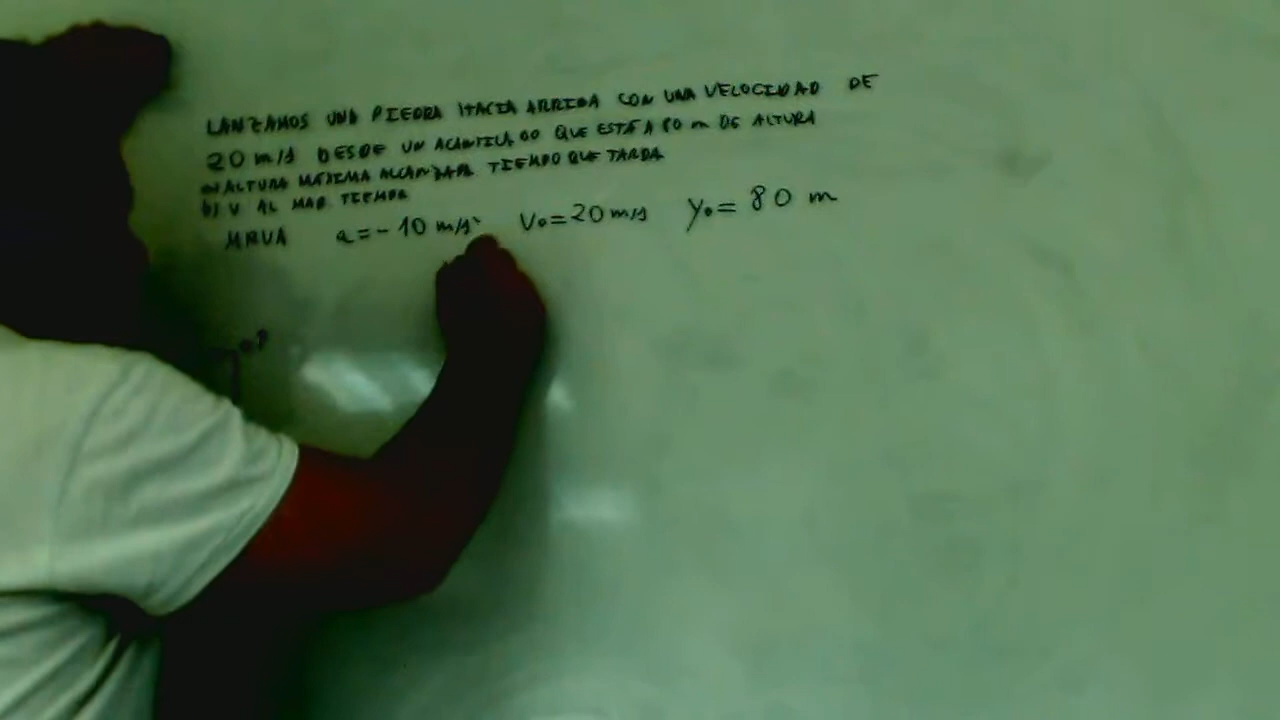 LANZAMOS UNA PIEDRA HACIA ARRIBA CON UNA VELOCIDAD DE
20 m/s DESDE UN ACANTILADO QUE ESTÁ A 80 m DE ALTURA
a) ALTURA MÁXIMA ALCANZADA TIEMPO QUE TARDA
b) V AL MAR TIEMPO
MRUA a=-10 m/s² V₀=20 m/s y₀= 80 m